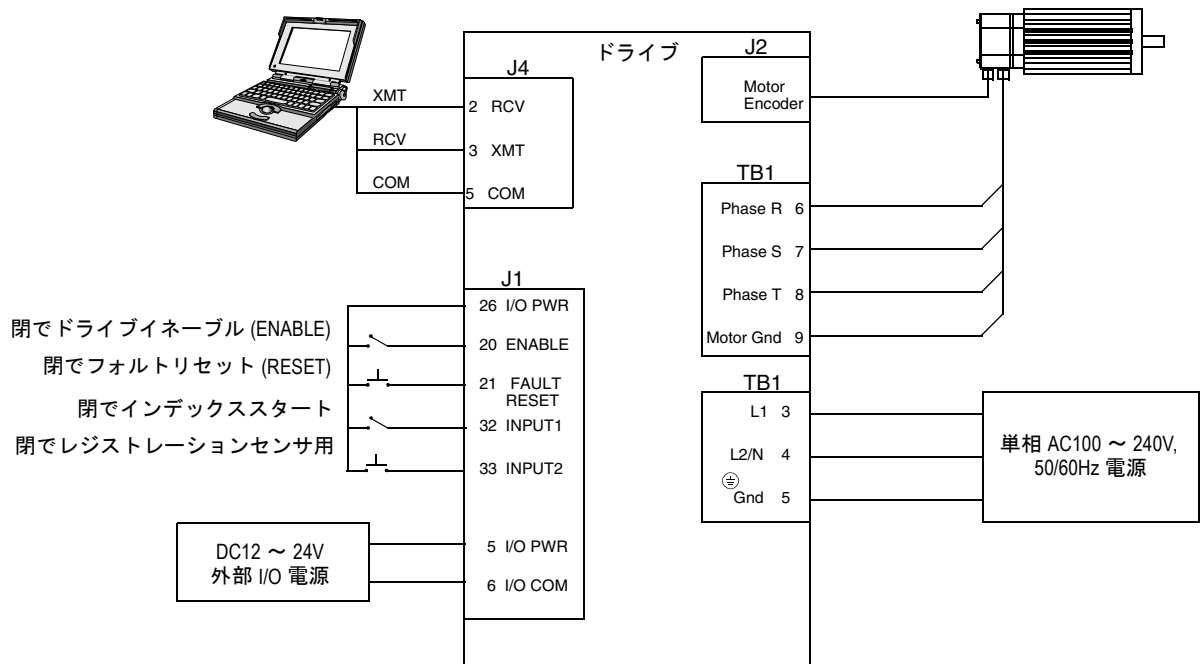 ドライブ
J4
XMT
2 RCV
RCV
3 XMT
COM
5 COM
J2
Motor
Encoder
TB1
Phase R 6
Phase S 7
Phase T 8
Motor Gnd 9
J1
26 I/O PWR
閉でドライブイネーブル (ENABLE)
20 ENABLE
閉でフォルトリセット (RESET)
21 FAULT
RESET
閉でインデックススタート
32 INPUT1
閉でレジストレーションセンサ用
33 INPUT2
TB1
L1 3
L2/N 4
Gnd 5
単相 AC100 ～ 240V,
50/60Hz 電源
DC12 ～ 24V
外部 I/O 電源
5 I/O PWR
6 I/O COM